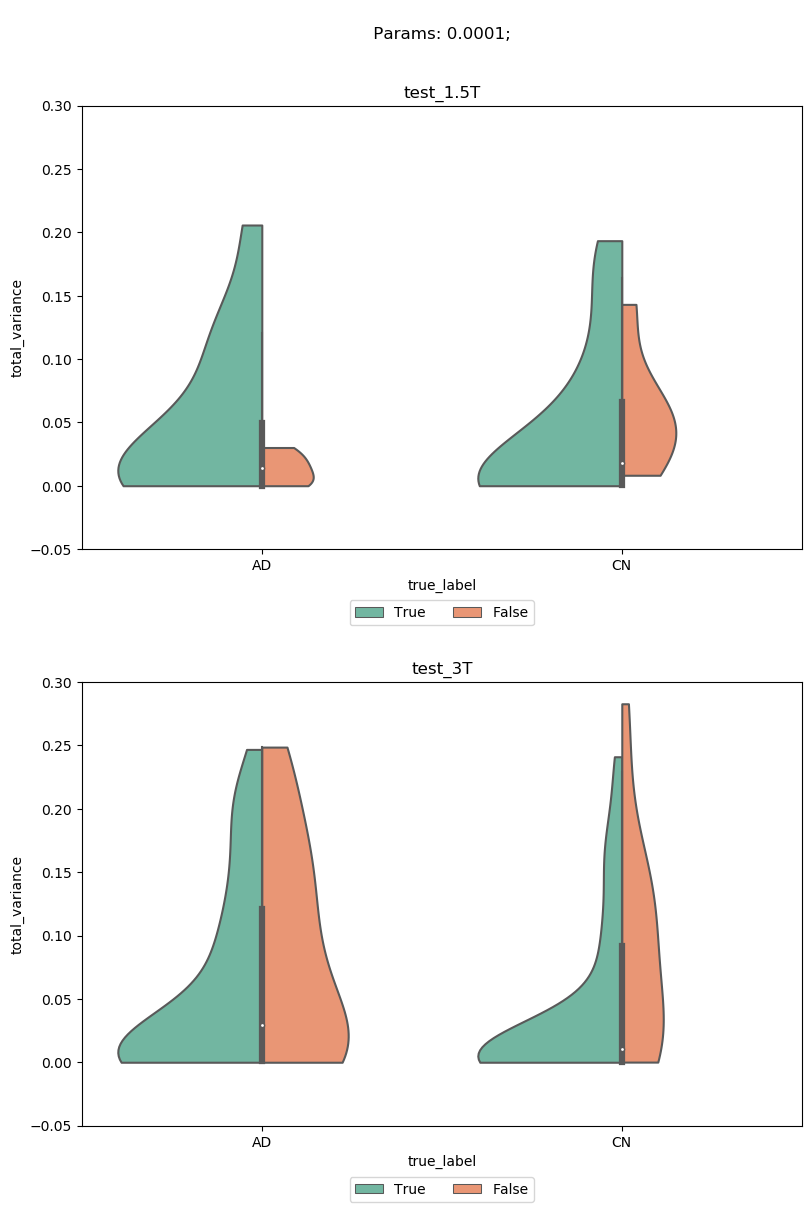 Params: 0.0001;
test_1.5T
0.30
0.25
0.20
0.15
0.10
0.05
0.00
−0.05
total_variance
AD CN
true_label
True False
test_3T
0.30
0.25
0.20
0.15
0.10
0.05
0.00
−0.05
total_variance
AD CN
true_label
True False